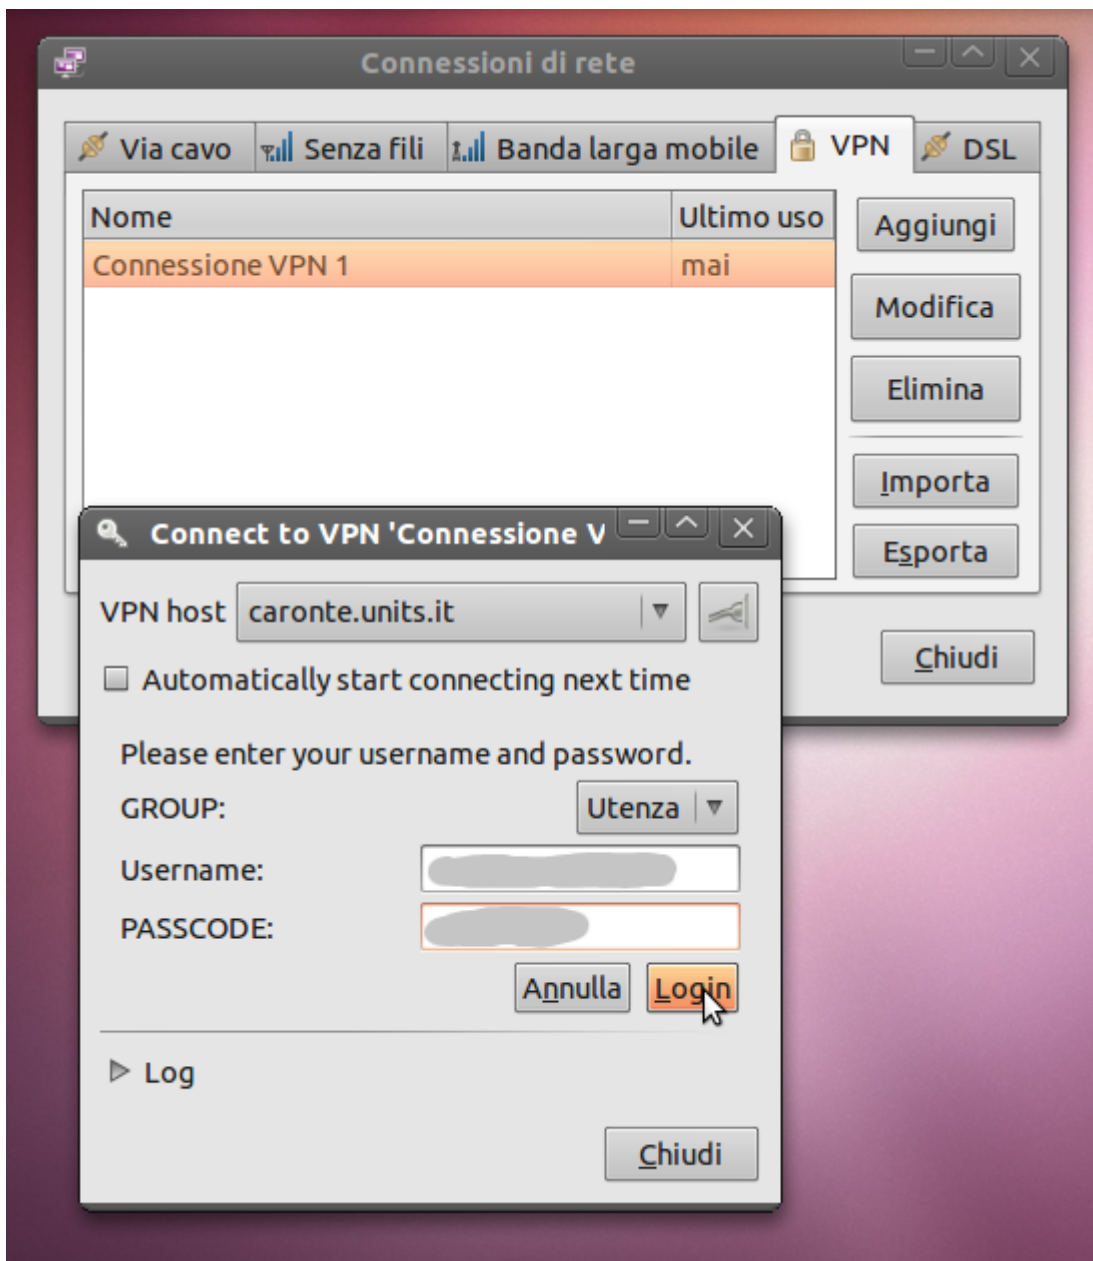 Connessioni di rete
Via cavo Senza fili Banda larga mobile VPN DSL
Nome Ultimo uso
Connessione VPN 1 mai
Aggiungi
Modifica
Elimina
Importa
Esporta
Chiudi
Connect to VPN 'Connessione V
VPN host caronte.units.it
Automatically start connecting next time
Please enter your username and password.
GROUP: Utenza
Username:
PASSCODE:
Annulla Login
Log
Chiudi